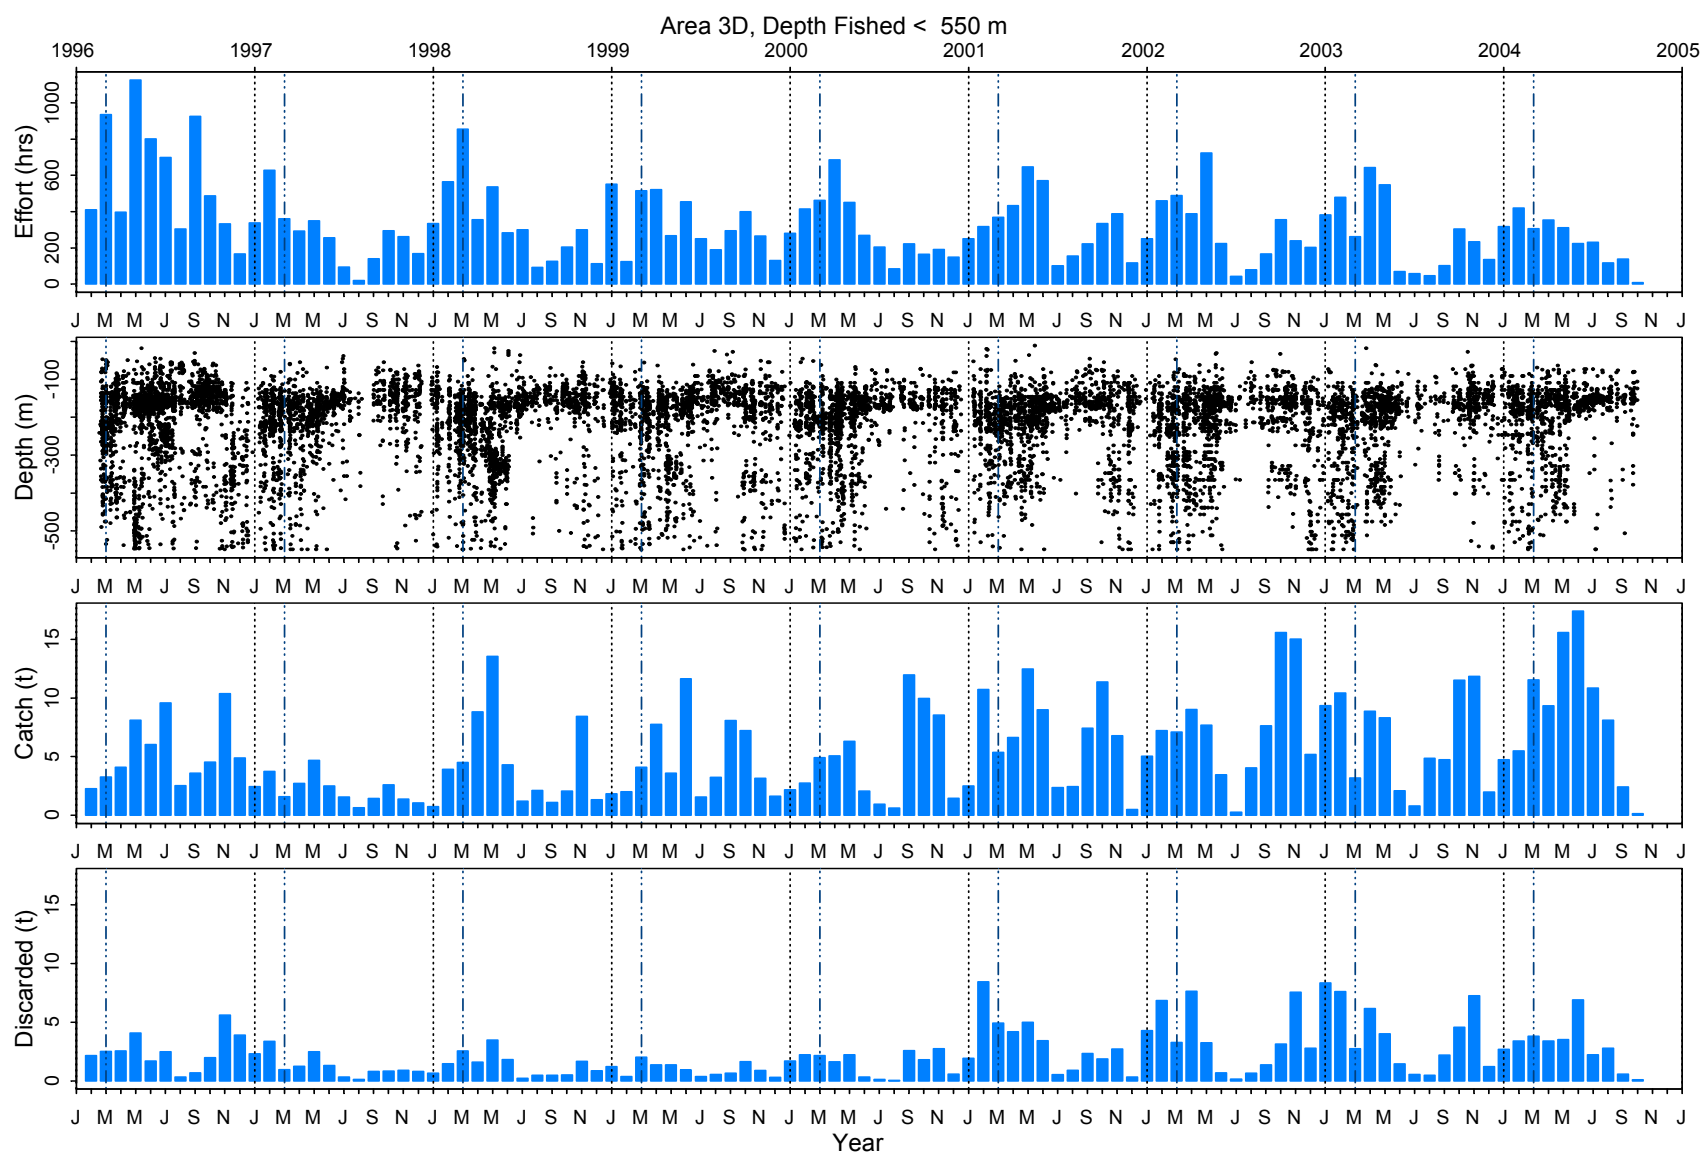 Area 3D, Depth Fished < 550 m
1996 1997 1998 1999 2000 2001 2002 2003 2004 2005
Effort (hrs)
1000
600
200
0
J M M J S N J M M J S N J M M J S N J M M J S N J M M J S N J M M J S N J M M J S N J M M J S N J M M J S N J
Depth (m)
-100
-300
-500
J M M J S N J M M J S N J M M J S N J M M J S N J M M J S N J M M J S N J M M J S N J M M J S N J M M J S N J
Catch (t)
15
10
5
0
J M M J S N J M M J S N J M M J S N J M M J S N J M M J S N J M M J S N J M M J S N J M M J S N J M M J S N J
Discarded (t)
15
10
5
0
J M M J S N J M M J S N J M M J S N J M M J S N J M M J S N J M M J S N J M M J S N J M M J S N J M M J S N J
Year